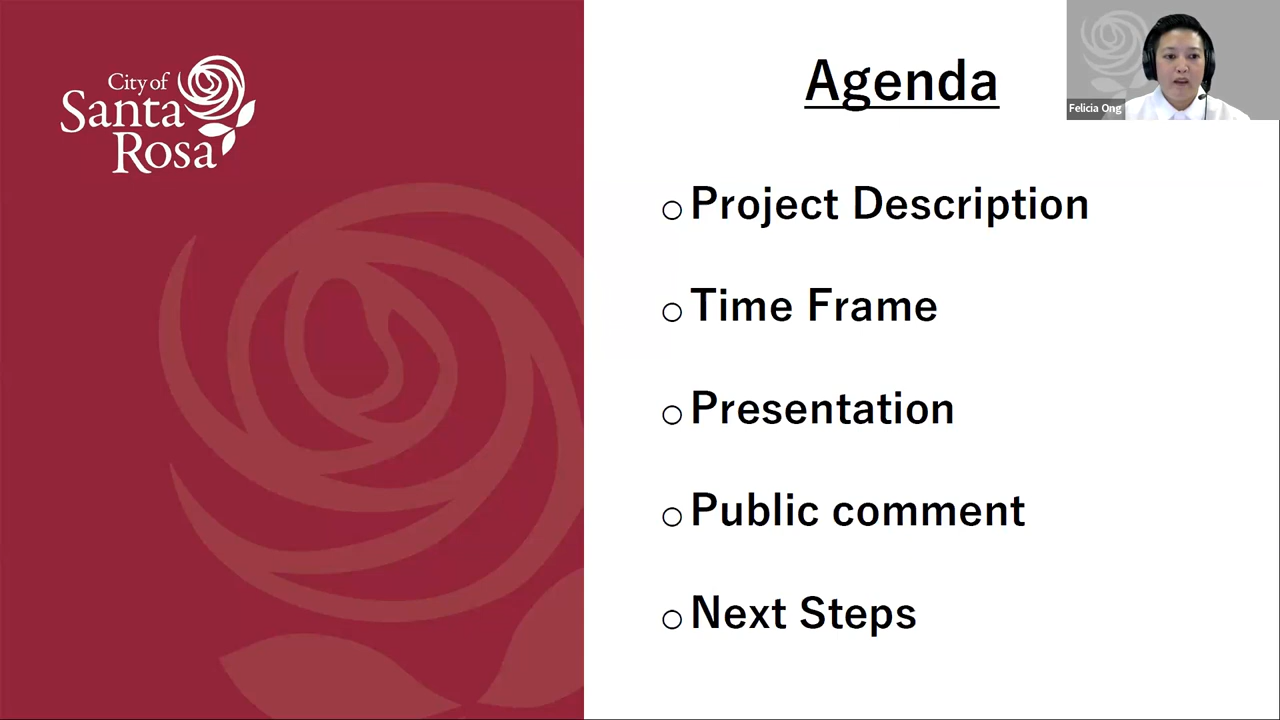 City of
Santa
Rosa
Agenda
Felicia Ong
Project Description
Time Frame
Presentation
Public comment
Next Steps